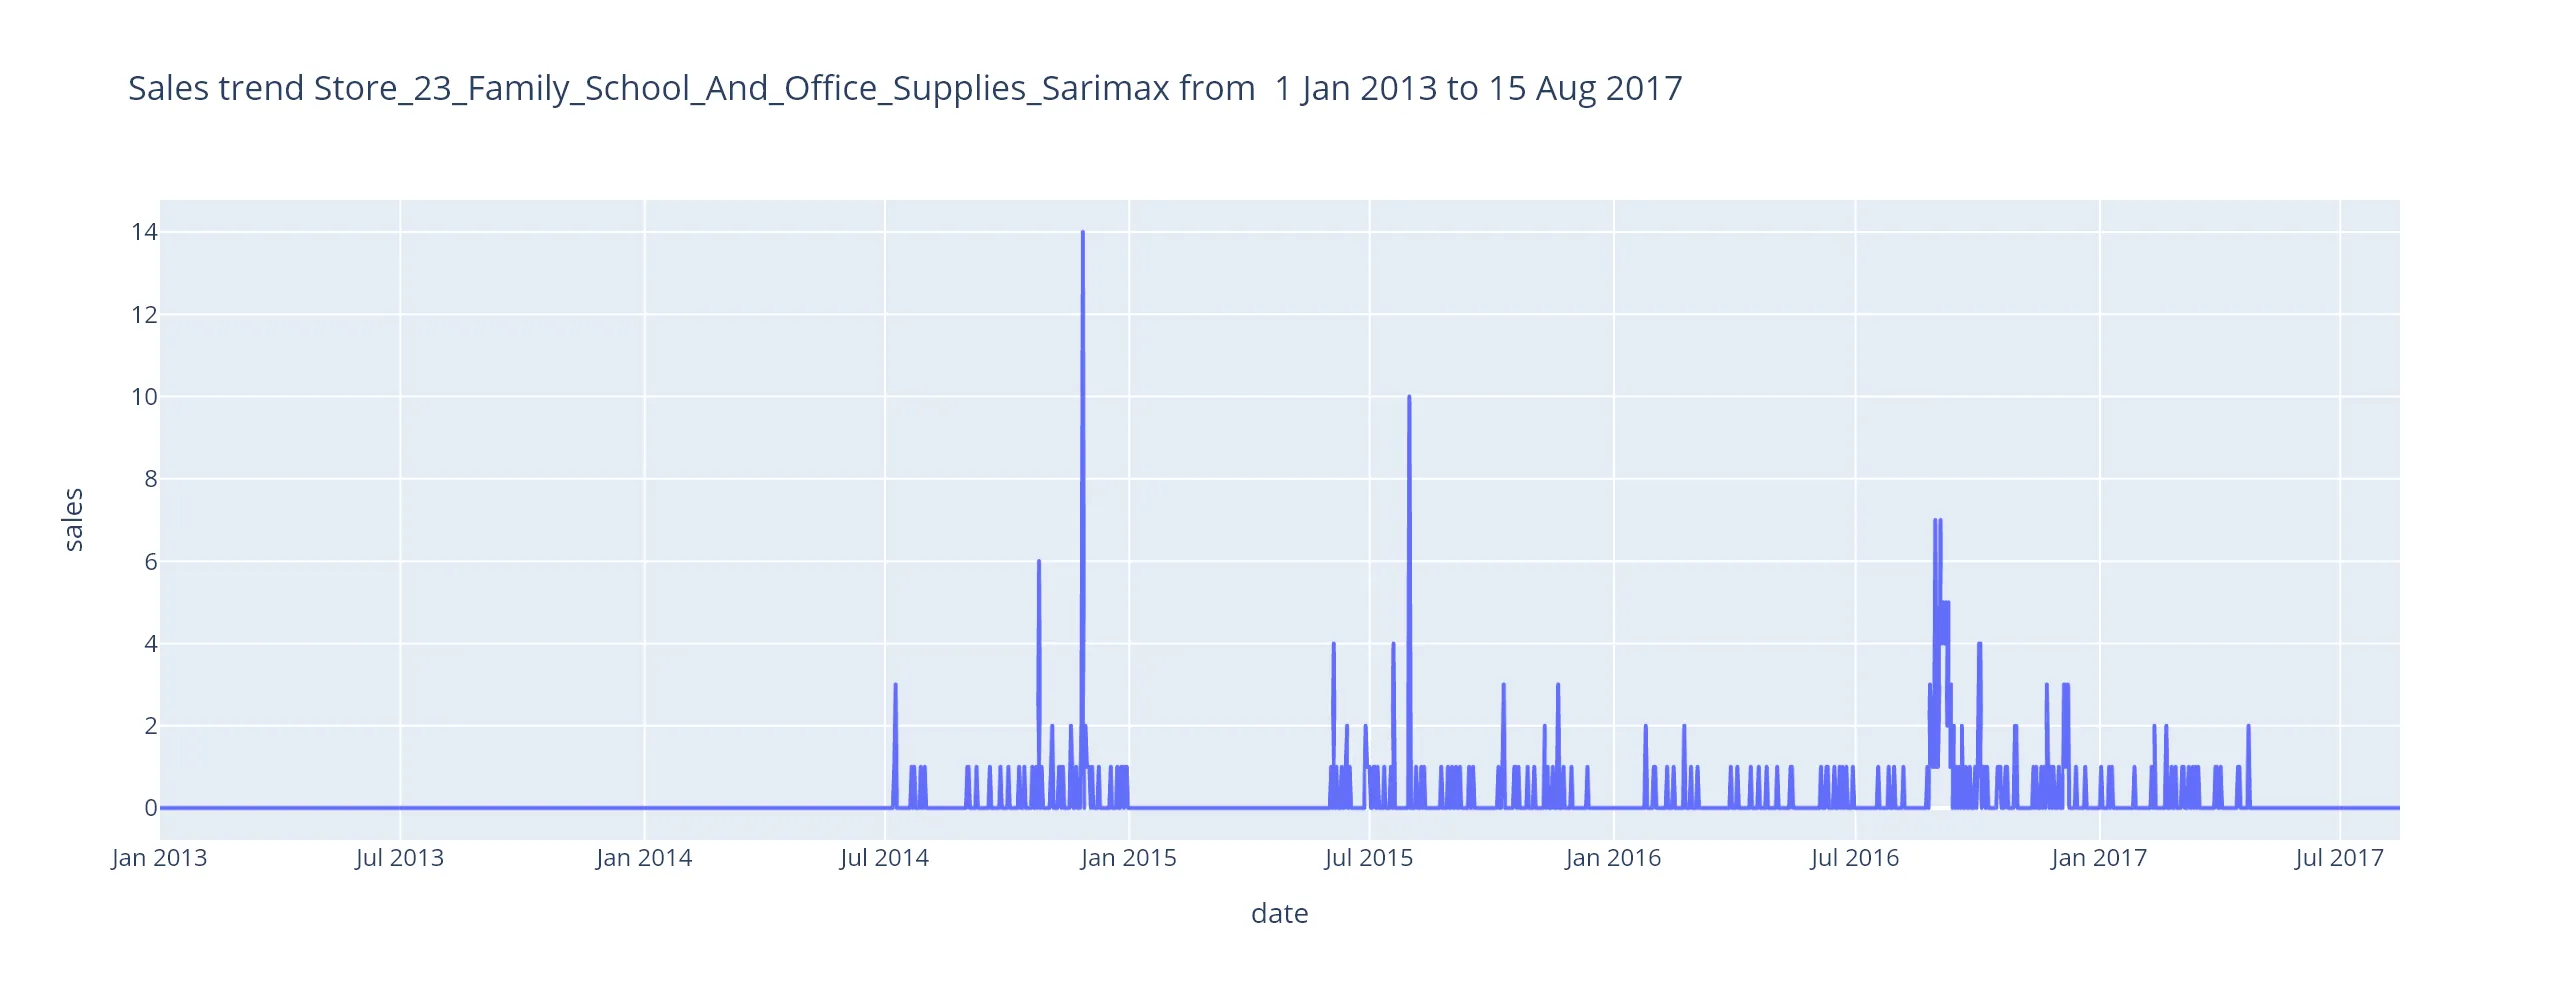 Sales trend Store_23_Family_School_And_Office_Supplies_Sarimax from  1 Jan 2013 to 15 Aug 2017
14
12
10
8
6
4
2
0
sales
Jan 2013 Jul 2013 Jan 2014 Jul 2014 Jan 2015 Jul 2015 Jan 2016 Jul 2016 Jan 2017 Jul 2017
date